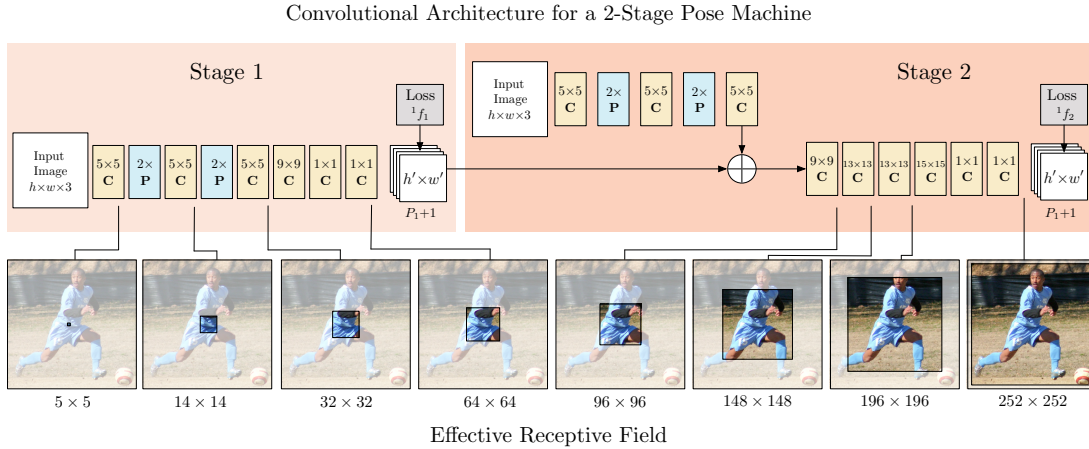 Convolutional Architecture for a 2-Stage Pose Machine
Stage 1
Input
Image
h×w×3
5×5
C
2×
P
5×5
C
2×
P
5×5
C
9×9
C
1×1
C
1×1
C
Loss
¹f₁
h′×w′
P₁+1
Stage 2
Input
Image
h×w×3
5×5
C
2×
P
5×5
C
2×
P
5×5
C
9×9
C
13×13
C
13×13
C
15×15
C
1×1
C
1×1
C
Loss
¹f₂
h′×w′
P₁+1
5 × 5
14 × 14
32 × 32
64 × 64
96 × 96
148 × 148
196 × 196
252 × 252
Effective Receptive Field